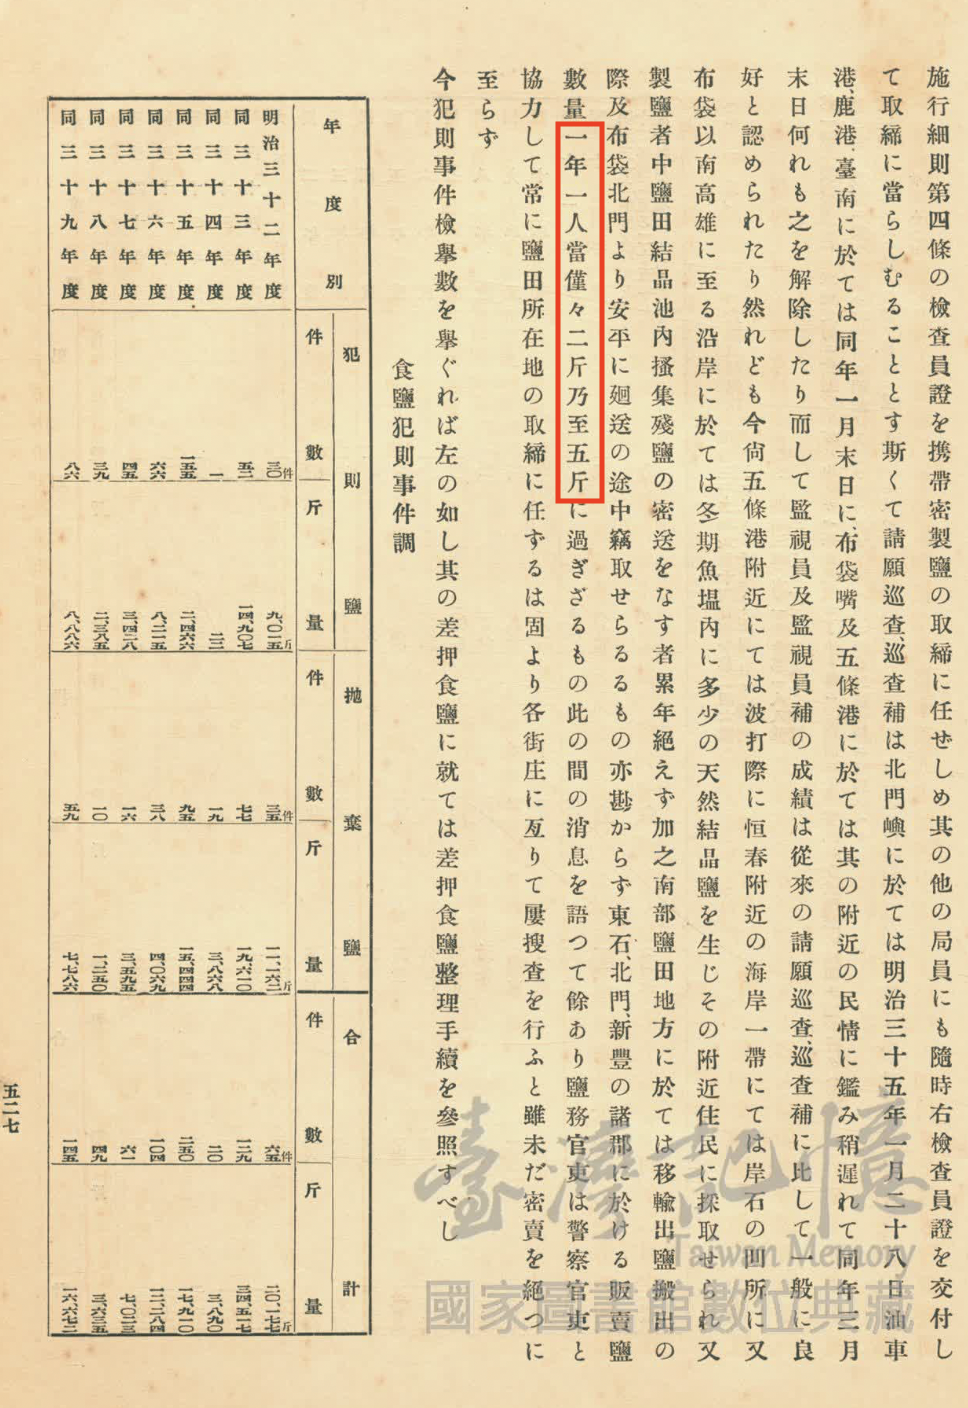 施行細則第四條の檢査員證を携帶密製鹽の取締に任せしめ其の他の局員にも隨時右檢査員證を交付し
て取締に當らしむることとす斯くて請願巡査、巡査補は北門嶼に於ては明治三十五年一月二十八日油車
港、鹿港、臺南に於ては同年一月末日に、布袋嘴及五條港に於ては其の附近の民情に鑑み稍遲れて同年三月
末日何れも之を解除したり而して監視員及監視員補の成績は從來の請願巡査、巡査補に比して一般に良
好と認められたり然れども今尙五條港附近にては波打際に恒春附近の海岸一帶にては岸石の凹所に又
布袋以南高雄に至る沿岸に於ては冬期魚塭內に多少の天然結晶鹽を生じその附近住民に採取せられ又
製鹽者中鹽田結晶池內搔集殘鹽の密送をなす者累年絕えず加之南部鹽田地方に於ては移輸出鹽搬出の
際及布袋北門より安平に廻送の途中竊取せらるるもの亦尠からず東石、北門、新豐の諸郡に於ける販賣鹽
數量一年一人當僅々二斤乃至五斤に過ぎざるもの此の間の消息を語つて餘あり鹽務官吏は警察官吏と
協力して常に鹽田所在地の取締に任ずるは固より各街庄に亙りて屢搜査を行ふと雖未だ密賣を絕つに
至らず
今犯則事件檢擧數を擧ぐれば左の如し其の差押食鹽に就ては差押食鹽整理手續を參照すべし
食鹽犯則事件調
年度別 犯則鹽 拋棄鹽 合計
件數 斤量 件數 斤量 件數 斤量
明治三十二年度 三〇件 九、〇一五斤 三五件 一一、一六二斤 六五件 二〇、一七七斤
同三十三年度 五二 一四、九〇七 七七 一九、六一〇 一二九 三四、五一七
同三十四年度 一 二二 一九 三、八六八 二〇 三、八九〇
同三十五年度 一五五 二、四六六 九五 一五、四四四 二五〇 一七、九一〇
同三十六年度 六六 八、二一五 三八 四、〇六九 一〇四 一二、二八四
同三十七年度 四五 三、四二八 一六 三、五九五 六一 七、〇二三
同三十八年度 三九 二、三八五 一〇 一、二五〇 四九 三、六三五
同三十九年度 八六 八、八八六 五九 七、七八六 一四五 一六、六七二
五二七
臺灣記憶
Taiwan Memory
國家圖書館數位典藏